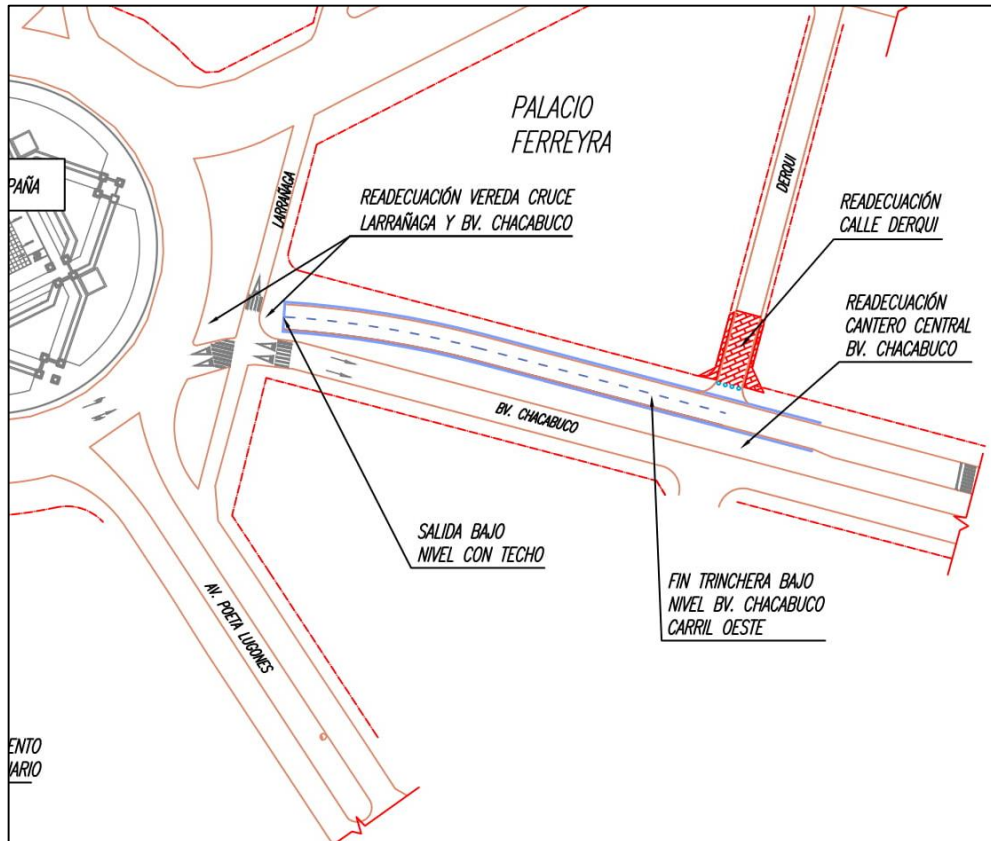 PALACIO
FERREYRA
DERQUI
READECUACIÓN
CALLE DERQUI
PAÑA
LARRAÑAGA
READECUACIÓN VEREDA CRUCE
LARRAÑAGA Y BV. CHACABUCO
READECUACIÓN
CANTERO CENTRAL
BV. CHACABUCO
BV. CHACABUCO
SALIDA BAJO
NIVEL CON TECHO
FIN TRINCHERA BAJO
NIVEL BV. CHACABUCO
CARRIL OESTE
AV. POETA LUGONES
ENTO
IARIO